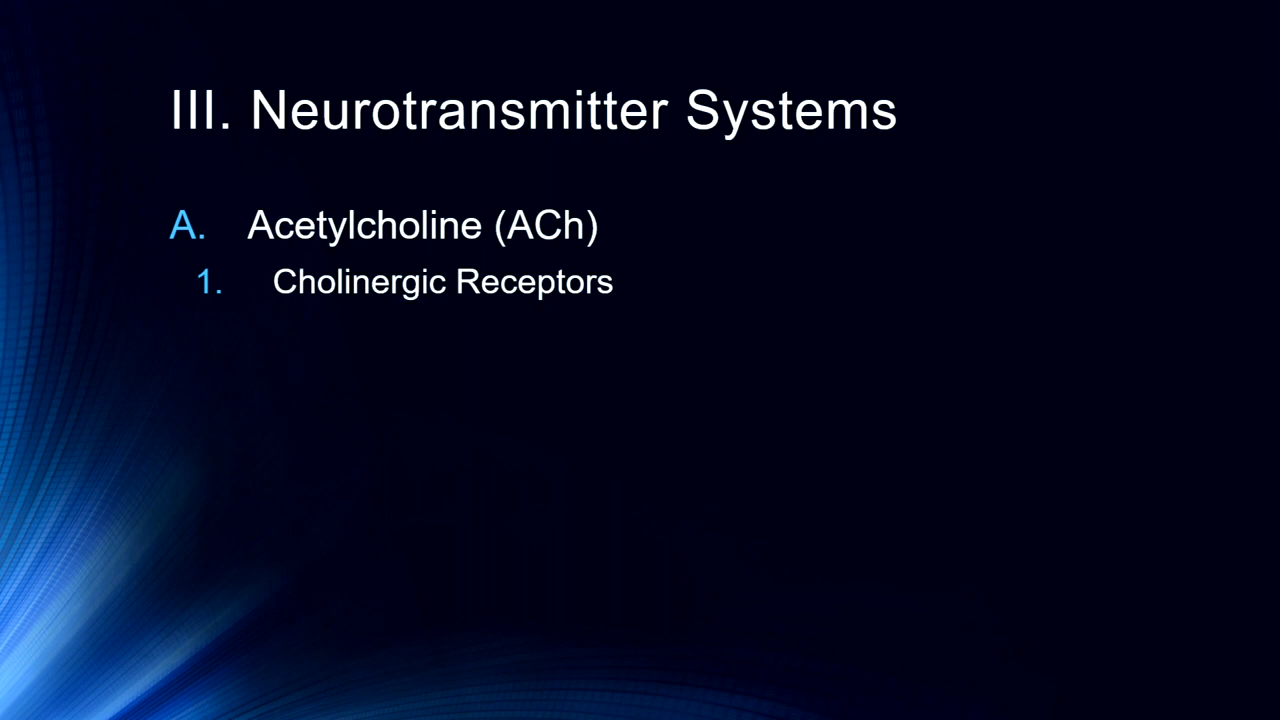 III. Neurotransmitter Systems
A. Acetylcholine (ACh)
1. Cholinergic Receptors